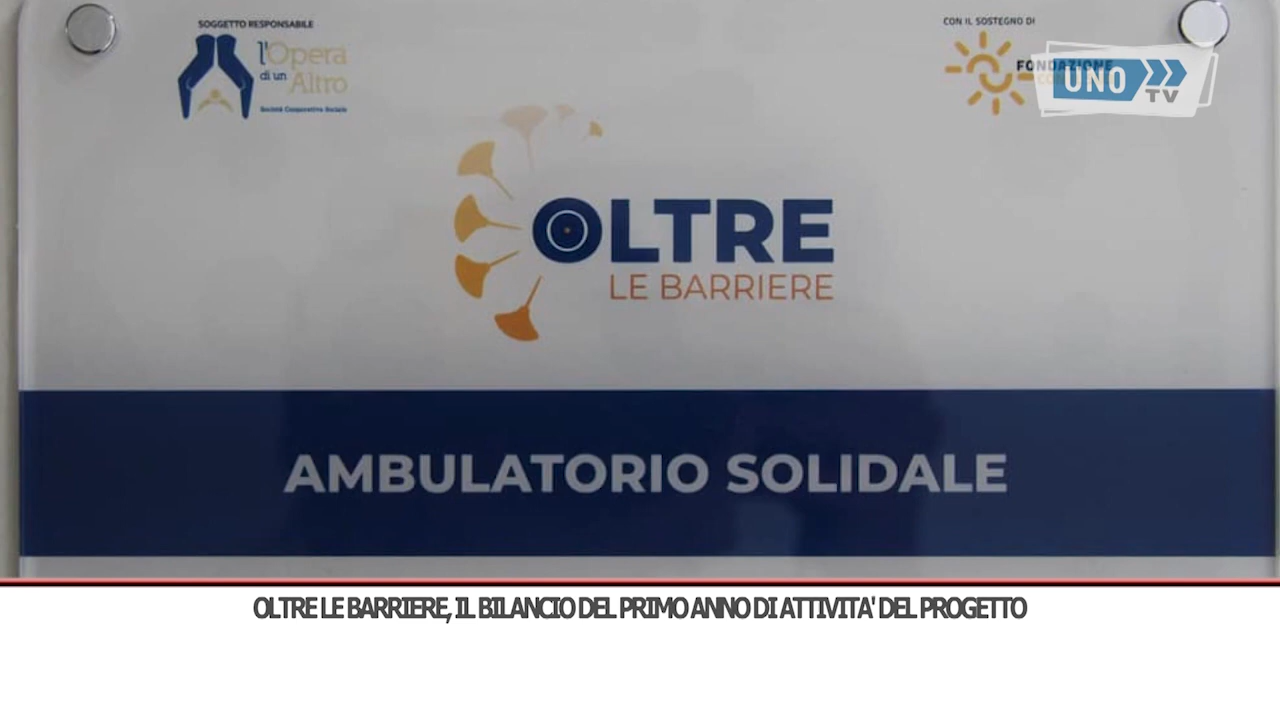 SOGGETTO RESPONSABILE
l'Opera
di un Altro
Società Cooperativa Sociale
CON IL SOSTEGNO DI
FONDAZIONE
UNO
TV
OLTRE
LE BARRIERE
AMBULATORIO SOLIDALE
OLTRE LE BARRIERE, IL BILANCIO DEL PRIMO ANNO DI ATTIVITA' DEL PROGETTO